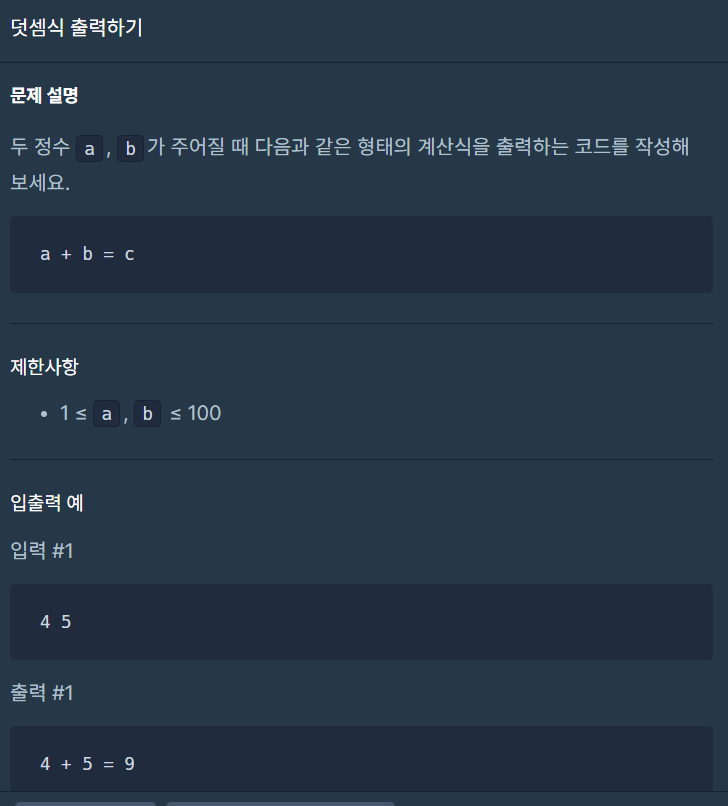 덧셈식 출력하기
문제 설명
두 정수 a, b가 주어질 때 다음과 같은 형태의 계산식을 출력하는 코드를 작성해
보세요.
a + b = c
제한사항
• 1 ≤ a, b ≤ 100
입출력 예
입력 #1
4 5
출력 #1
4 + 5 = 9